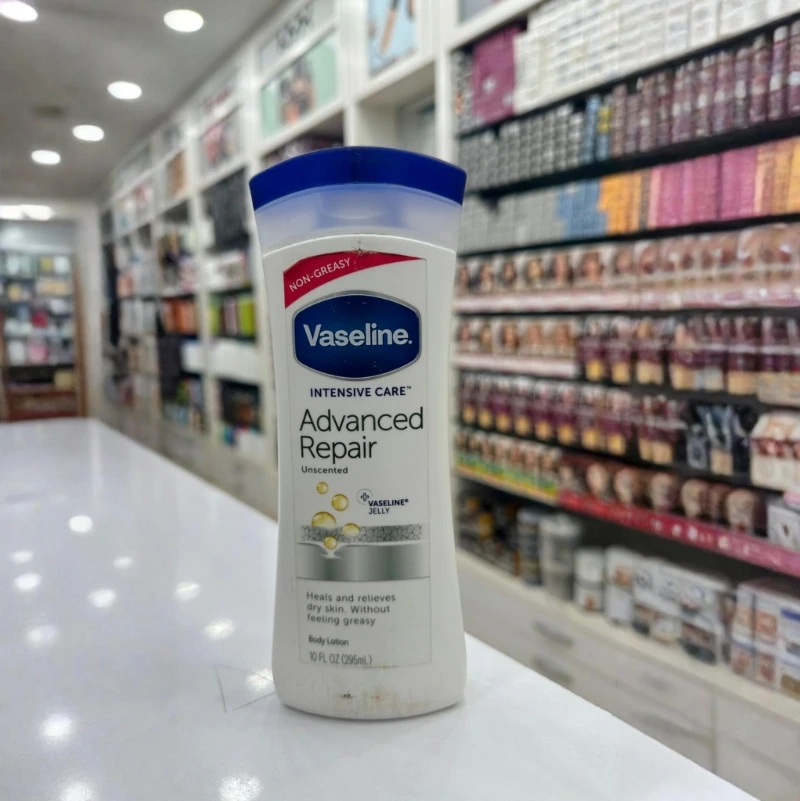 NON-GREASY
Vaseline.
INTENSIVE CARE™
Advanced
Repair
Unscented
VASELINE®
JELLY
Heals and relieves
dry skin. Without
feeling greasy
Body Lotion
10 FL OZ (295mL)